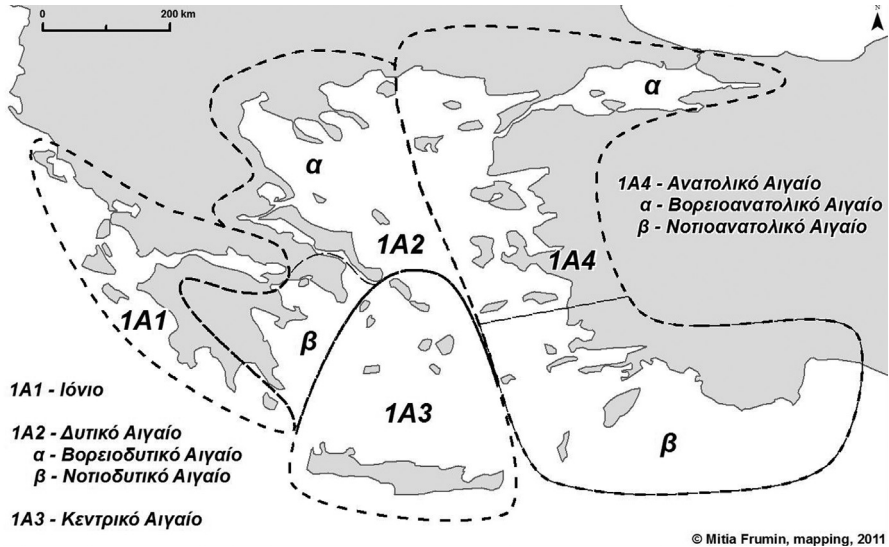 0 200 km
N
α
α
1A4 - Ανατολικό Αιγαίο
α - Βορειοανατολικό Αιγαίο
β - Νοτιοανατολικό Αιγαίο
1A2
1A4
1A1
β
1A3
β
1A1 - Ιόνιο
1A2 - Δυτικό Αιγαίο
α - Βορειοδυτικό Αιγαίο
β - Νοτιοδυτικό Αιγαίο
1A3 - Κεντρικό Αιγαίο
© Mitia Frumin, mapping, 2011